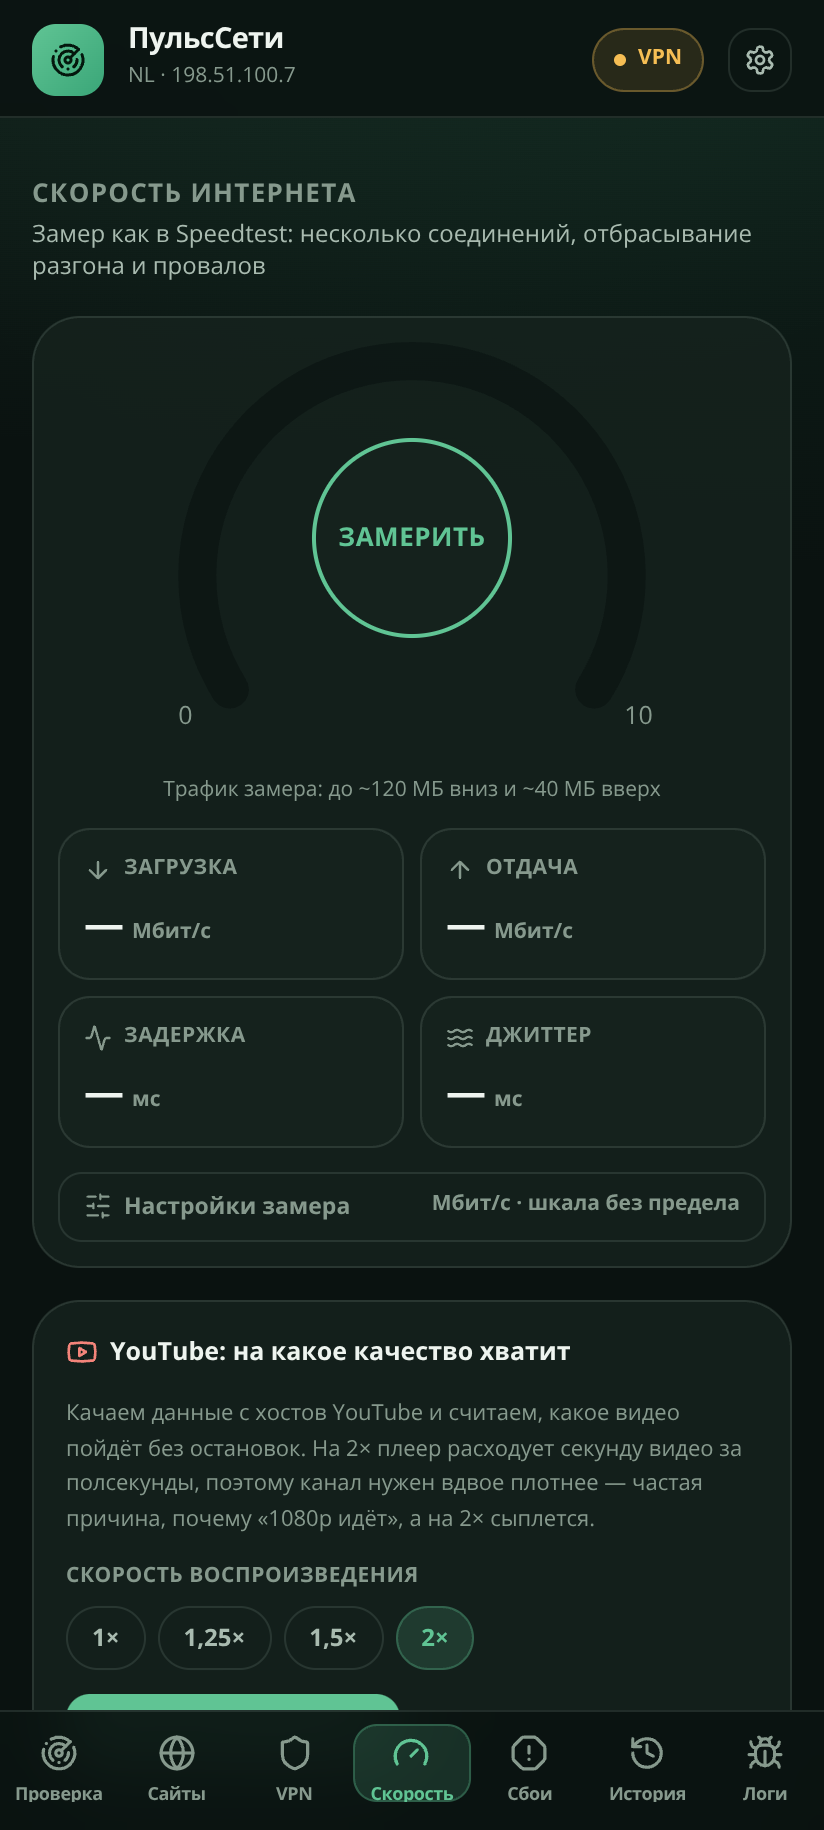 ПульсСети
NL · 198.51.100.7
VPN
СКОРОСТЬ ИНТЕРНЕТА
Замер как в Speedtest: несколько соединений, отбрасывание
разгона и провалов
ЗАМЕРИТЬ
0
10
Трафик замера: до ~120 МБ вниз и ~40 МБ вверх
ЗАГРУЗКА
— Мбит/с
ОТДАЧА
— Мбит/с
ЗАДЕРЖКА
— мс
ДЖИТТЕР
— мс
Настройки замера
Мбит/с · шкала без предела
YouTube: на какое качество хватит
Качаем данные с хостов YouTube и считаем, какое видео
пойдёт без остановок. На 2× плеер расходует секунду видео за
полсекунды, поэтому канал нужен вдвое плотнее — частая
причина, почему «1080p идёт», а на 2× сыплется.
СКОРОСТЬ ВОСПРОИЗВЕДЕНИЯ
1×
1,25×
1,5×
2×
Проверка
Сайты
VPN
Скорость
Сбои
История
Логи